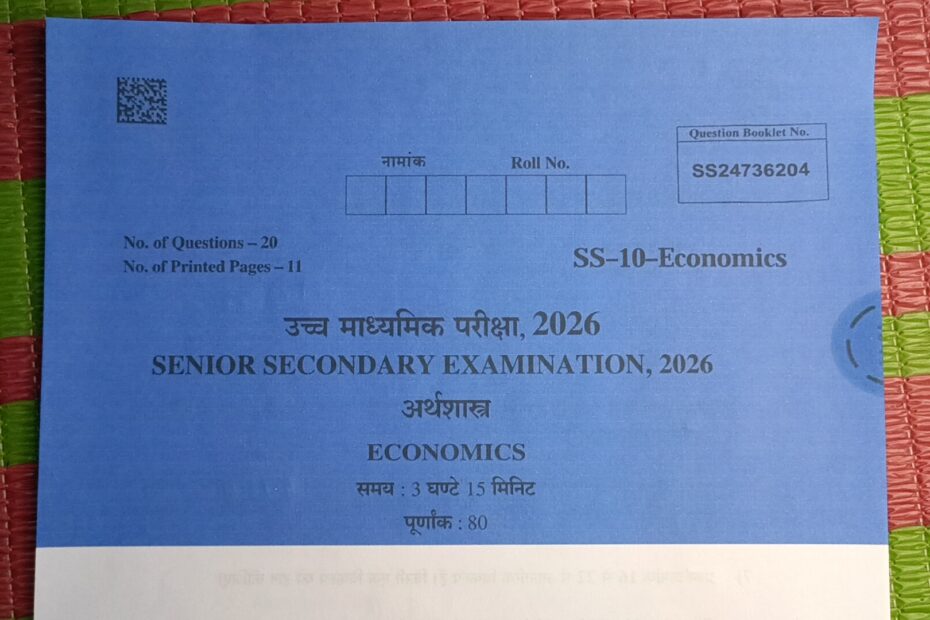 Question Booklet No.
SS24736204
नामांक Roll No.
No. of Questions – 20
No. of Printed Pages – 11
SS–10–Economics
उच्च माध्यमिक परीक्षा, 2026
SENIOR SECONDARY EXAMINATION, 2026
अर्थशास्त्र
ECONOMICS
समय : 3 घण्टे 15 मिनिट
पूर्णांक : 80